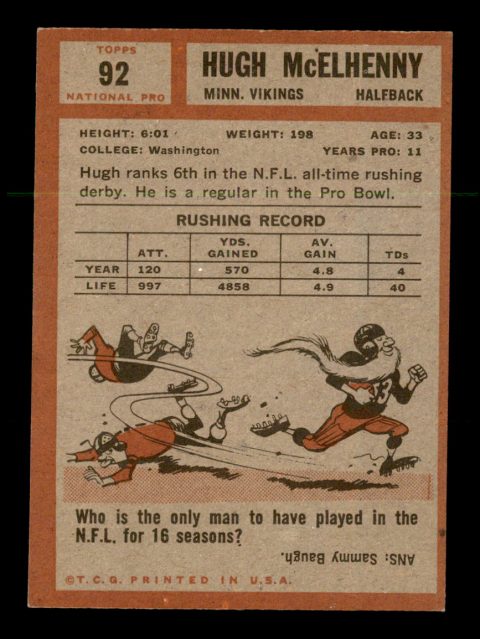 TOPPS
92
NATIONAL PRO
HUGH McELHENNY
MINN. VIKINGS HALFBACK
HEIGHT: 6:01 WEIGHT: 198 AGE: 33
COLLEGE: Washington YEARS PRO: 11
Hugh ranks 6th in the N.F.L. all-time rushing
derby. He is a regular in the Pro Bowl.
RUSHING RECORD
ATT. YDS. GAINED AV. GAIN TDs
YEAR 120 570 4.8 4
LIFE 997 4858 4.9 40
33
Who is the only man to have played in the
N.F.L. for 16 seasons?
ANS: Sammy Baugh.
©T.C.G. PRINTED IN U.S.A.